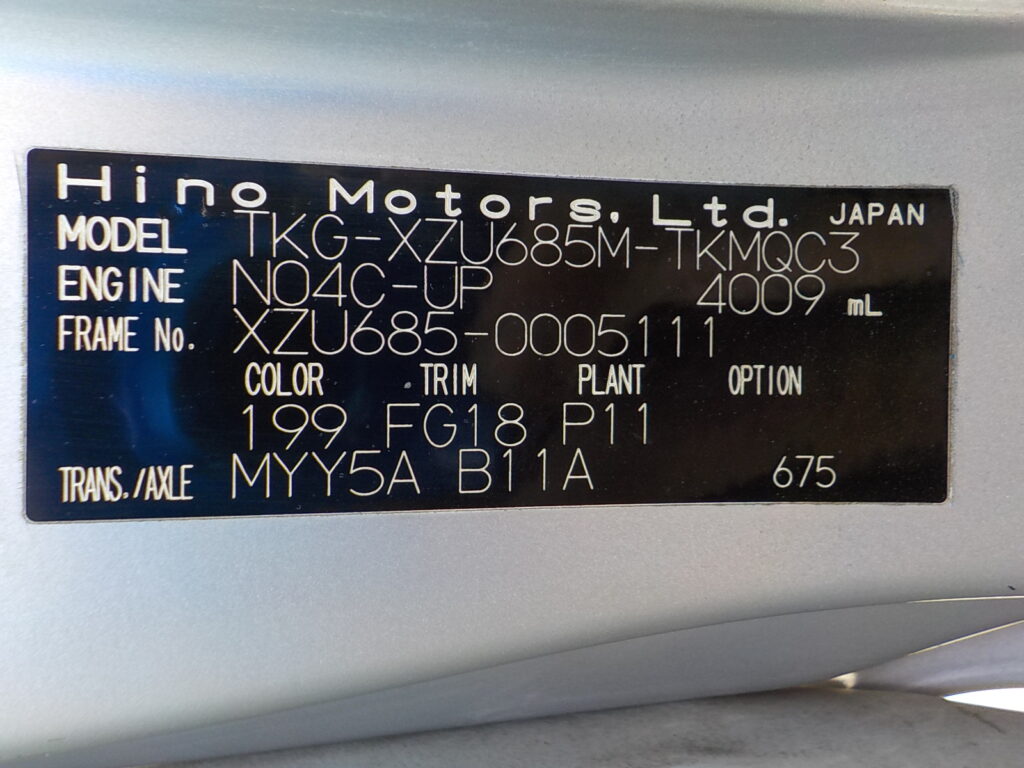 Hino Motors, Ltd. JAPAN
MODEL TKG-XZU685M-TKMQC3
ENGINE N04C-UP 4009 mL
FRAME No. XZU685-0005111
COLOR TRIM PLANT OPTION
199 FG18 P11
TRANS./AXLE MYY5A B11A 675